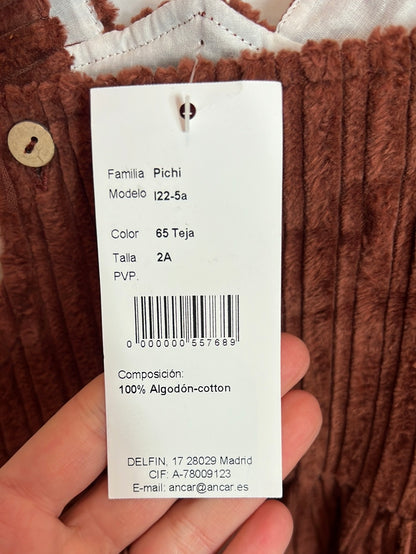 Familia Pichi
Modelo I22-5a
Color 65 Teja
Talla 2A
PVP.
0 000000 557689
Composición:
100% Algodón-cotton
DELFIN, 17 28029 Madrid
CIF: A-78009123
E-mail: ancar@ancar.es